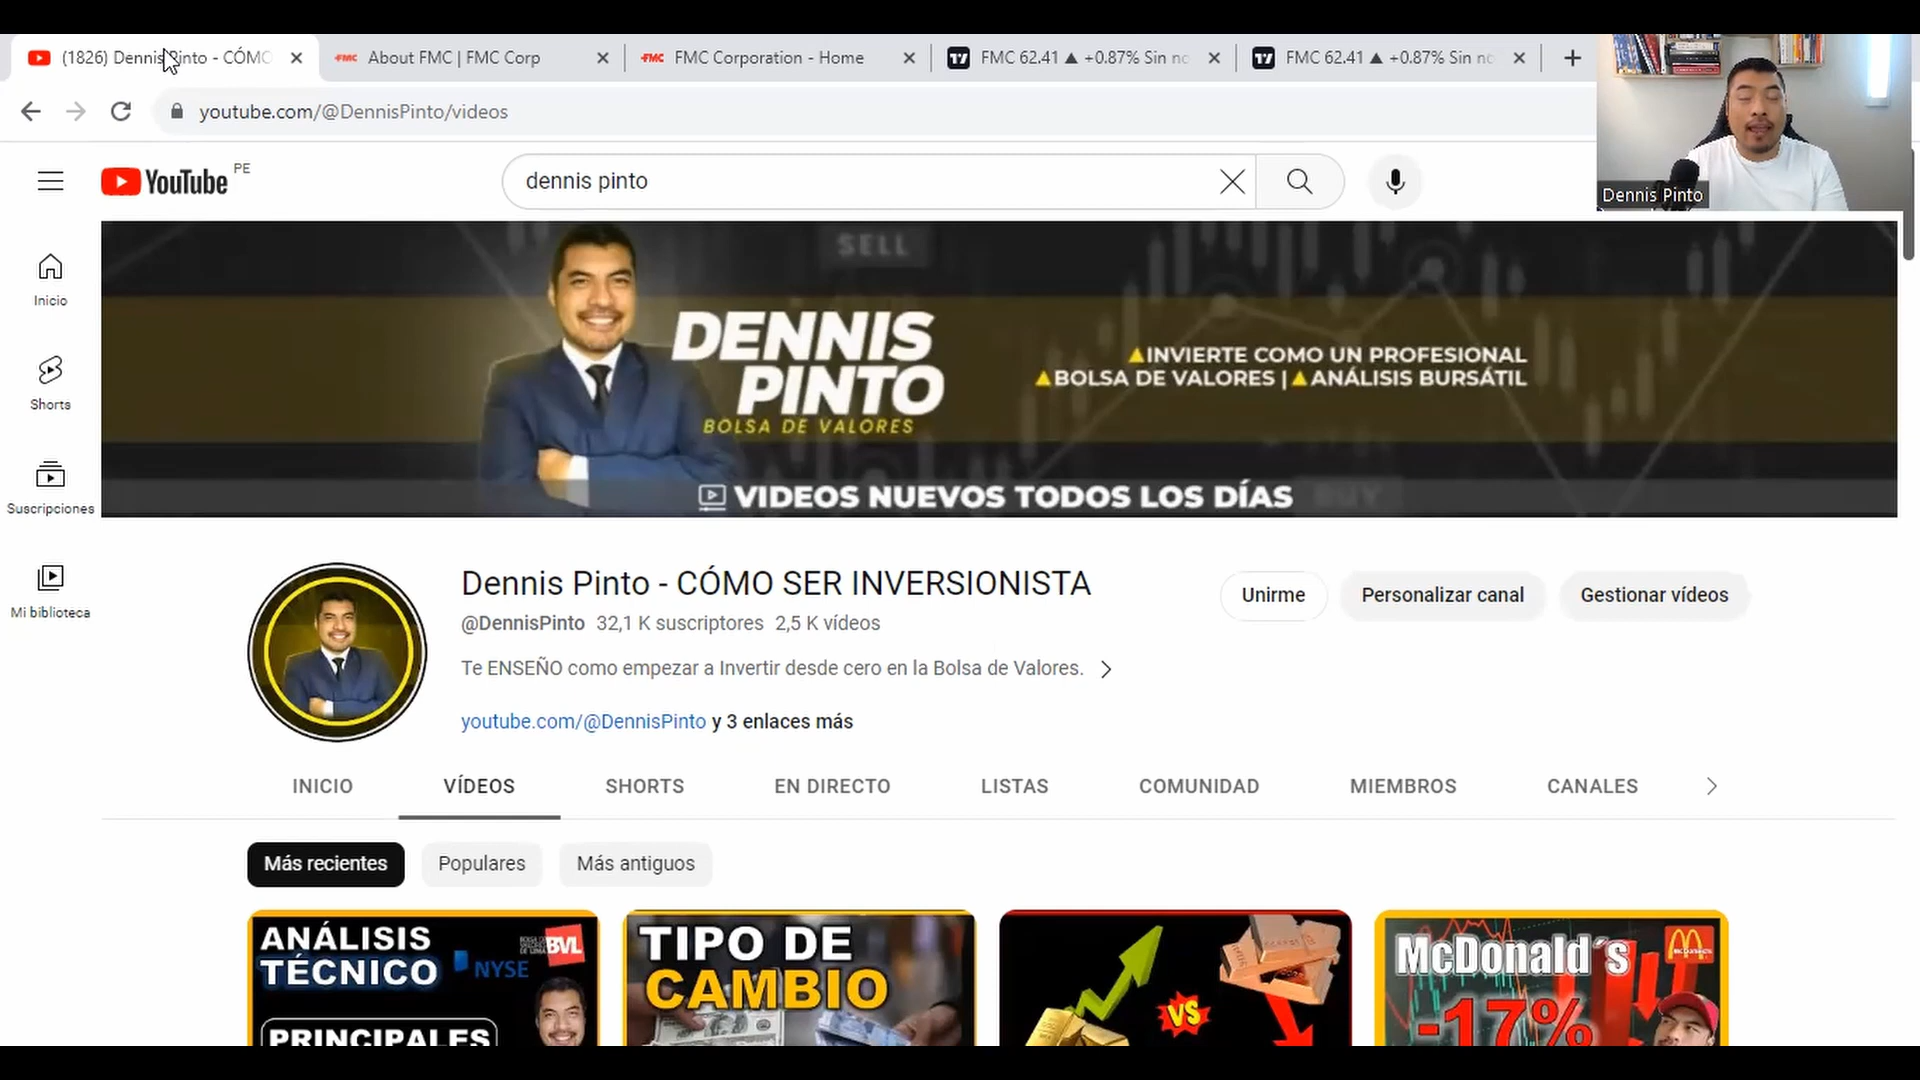 (1826) Dennis Pinto - CÓMO
About FMC | FMC Corp
FMC Corporation - Home
FMC 62.41 ▲ +0.87% Sin no
FMC 62.41 ▲ +0.87% Sin no
youtube.com/@DennisPinto/videos
Dennis Pinto
YouTube PE
dennis pinto
Inicio
Shorts
Suscripciones
Mi biblioteca
SELL
DENNIS
PINTO
BOLSA DE VALORES
▲INVIERTE COMO UN PROFESIONAL
▲BOLSA DE VALORES | ▲ANÁLISIS BURSÁTIL
VIDEOS NUEVOS TODOS LOS DÍAS
BUY
Dennis Pinto - CÓMO SER INVERSIONISTA
@DennisPinto 32,1 K suscriptores 2,5 K vídeos
Te ENSEÑO como empezar a Invertir desde cero en la Bolsa de Valores.
youtube.com/@DennisPinto y 3 enlaces más
Unirme
Personalizar canal
Gestionar vídeos
INICIO
VÍDEOS
SHORTS
EN DIRECTO
LISTAS
COMUNIDAD
MIEMBROS
CANALES
Más recientes
Populares
Más antiguos
ANÁLISIS
TÉCNICO
BVL
NYSE
PRINCIPALES
TIPO DE
CAMBIO
VS
McDonald´s
-17%